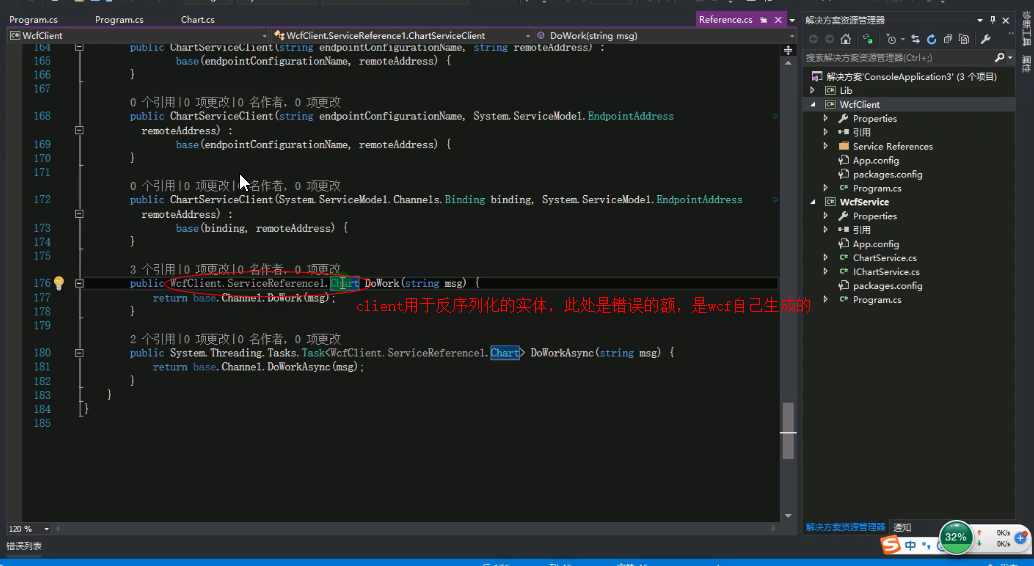 Program.cs Program.cs Chart.cs Reference.cs
WcfClient WcfClient.ServiceReference1.ChartServiceClient DoWork(string msg)
164 public ChartServiceClient(string endpointConfigurationName, string remoteAddress) :
165 base(endpointConfigurationName, remoteAddress) {
166 }
167
0 个引用|0 项更改|0 名作者, 0 项更改
168 public ChartServiceClient(string endpointConfigurationName, System.ServiceModel.EndpointAddress
remoteAddress) :
169 base(endpointConfigurationName, remoteAddress) {
170 }
171
0 个引用|0 项更改|0 名作者, 0 项更改
172 public ChartServiceClient(System.ServiceModel.Channels.Binding binding, System.ServiceModel.EndpointAddress
remoteAddress) :
173 base(binding, remoteAddress) {
174 }
175
3 个引用|0 项更改|0 名作者, 0 项更改
176 public WcfClient.ServiceReference1.Chart DoWork(string msg) {
177 return base.Channel.DoWork(msg);
client用于反序列化的实体，此处是错误的额，是wcf自己生成的
178 }
179
2 个引用|0 项更改|0 名作者, 0 项更改
180 public System.Threading.Tasks.Task<WcfClient.ServiceReference1.Chart> DoWorkAsync(string msg) {
181 return base.Channel.DoWorkAsync(msg);
182 }
183 }
184 }
185
120 %
错误列表
解决方案资源管理器
搜索解决方案资源管理器(Ctrl+;)
解决方案'ConsoleApplication3' (3 个项目)
Lib
WcfClient
Properties
引用
Service References
App.config
packages.config
Program.cs
WcfService
Properties
引用
App.config
ChartService.cs
IChartService.cs
packages.config
Program.cs
解决方案资源管理器 通知
中
32%
0K/s
0K/s
属性